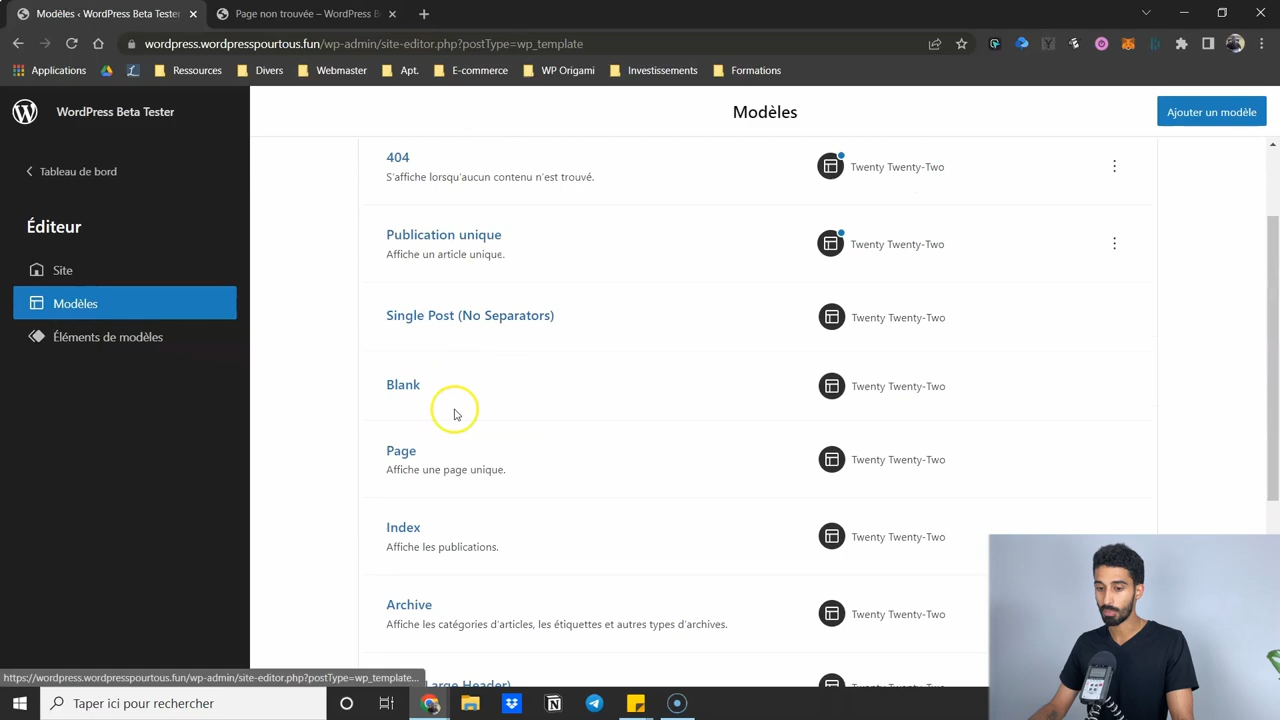 Modèles ‹ WordPress Beta Tester
Page non trouvée – WordPress B
wordpress.wordpresspourtous.fun/wp-admin/site-editor.php?postType=wp_template
Applications
Ressources
Divers
Webmaster
Apt.
E-commerce
WP Origami
Investissements
Formations
WordPress Beta Tester
Modèles
Ajouter un modèle
Tableau de bord
Éditeur
Site
Modèles
Éléments de modèles
404
S'affiche lorsqu'aucun contenu n'est trouvé.
Twenty Twenty-Two
Publication unique
Affiche un article unique.
Twenty Twenty-Two
Single Post (No Separators)
Twenty Twenty-Two
Blank
Twenty Twenty-Two
Page
Affiche une page unique.
Twenty Twenty-Two
Index
Affiche les publications.
Twenty Twenty-Two
Archive
Affiche les catégories d'articles, les étiquettes et autres types d'archives.
Twenty Twenty-Two
Large Header)
https://wordpress.wordpresspourtous.fun/wp-admin/site-editor.php?postType=wp_template...
Taper ici pour rechercher